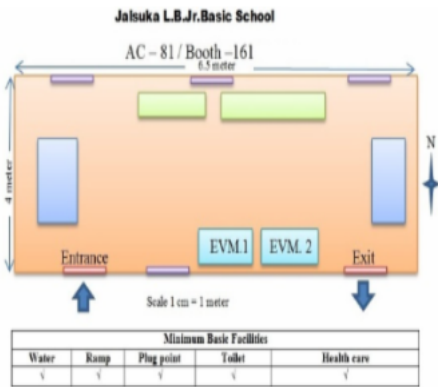 Jalsuka L.B.Jr.Basic School
AC – 81 / Booth –161
6.5 meter
4 meter
N
EVM.1 EVM. 2
Entrance Exit
Scale 1 cm = 1 meter
Minimum Basic Facilities
Water Ramp Plug point Toilet Health care
√ √ √ √ √